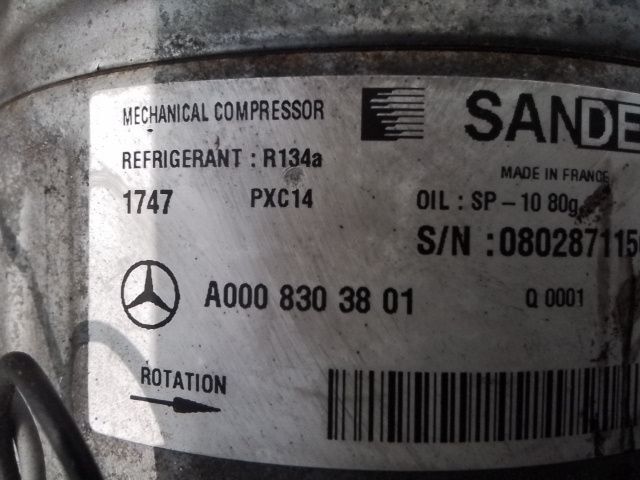 MECHANICAL COMPRESSOR
SANDE
REFRIGERANT : R134a
MADE IN FRANCE
1747 PXC14
OIL : SP - 10 80g
S/N : 080287115
A000 830 38 01
Q 0001
ROTATION